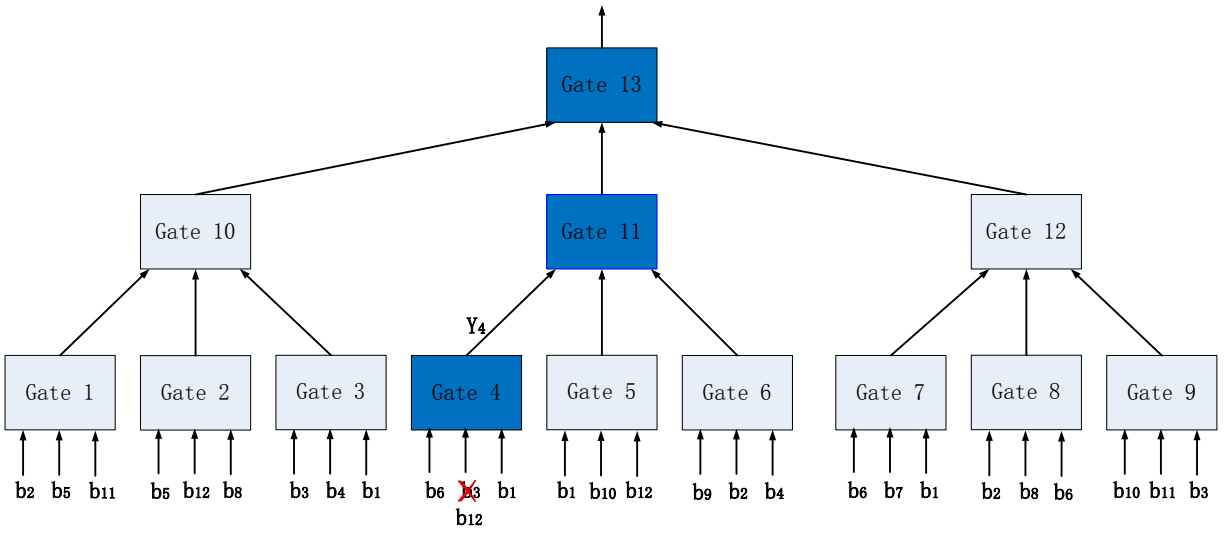 Gate 13
Gate 10 Gate 11 Gate 12
Y4
Gate 1 Gate 2 Gate 3 Gate 4 Gate 5 Gate 6 Gate 7 Gate 8 Gate 9
b2 b5 b11 b5 b12 b8 b3 b4 b1 b6 b3 b1 b1 b10 b12 b9 b2 b4 b6 b7 b1 b2 b8 b6 b10 b11 b3
b12